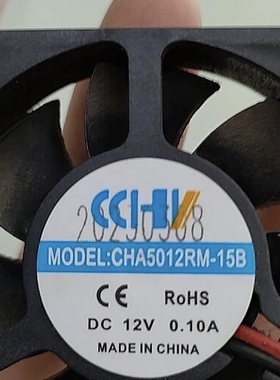 CCHV
20230308
MODEL:CHA5012RM-15B
CE RoHS
DC 12V 0.10A
MADE IN CHINA